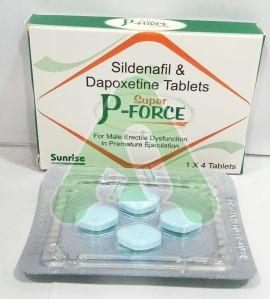 Sildenafil &
Dapoxetine Tablets
Super
P-FORCE
For Male Erectile Dysfunction
In Premature Ejaculation
Sunrise
1 X 4 Tablets